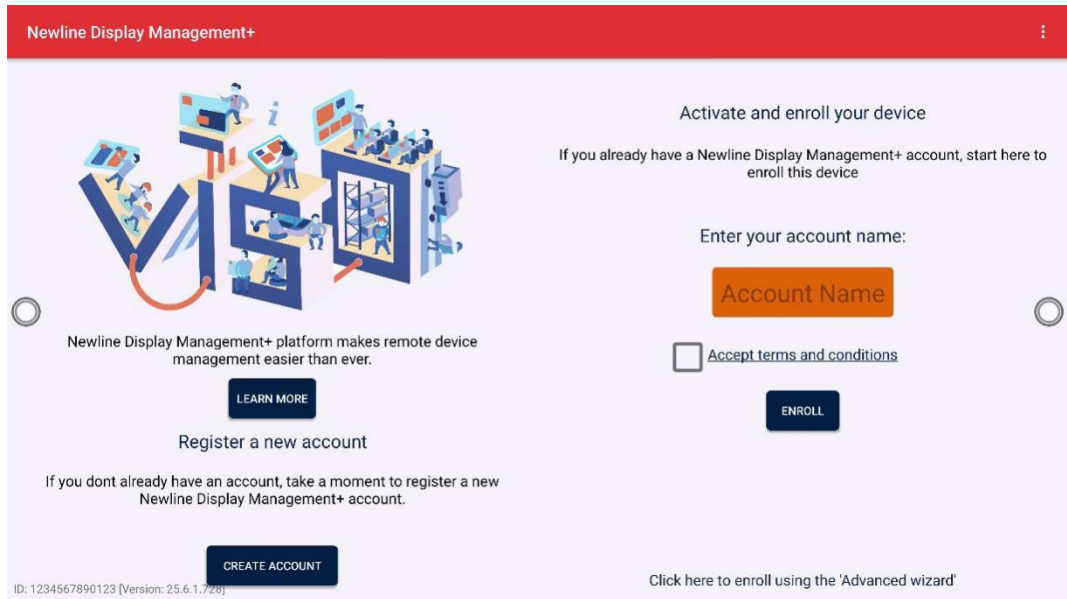 Newline Display Management+
Newline Display Management+ platform makes remote device
management easier than ever.
LEARN MORE
Register a new account
If you dont already have an account, take a moment to register a new
Newline Display Management+ account.
CREATE ACCOUNT
ID: 1234567890123 [Version: 25.6.1.728]
Activate and enroll your device
If you already have a Newline Display Management+ account, start here to
enroll this device
Enter your account name:
Account Name
Accept terms and conditions
ENROLL
Click here to enroll using the 'Advanced wizard'